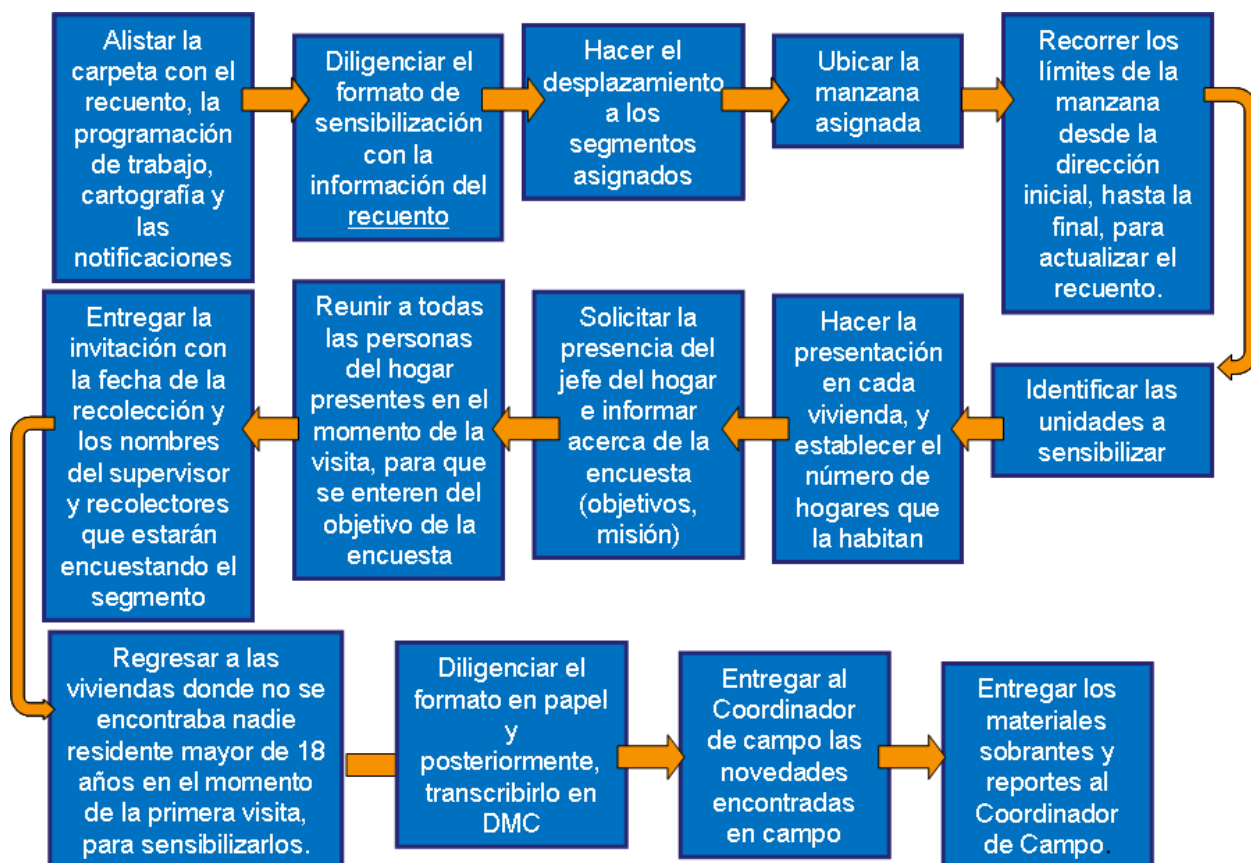 Alistar la
carpeta con el
recuento, la
programación
de trabajo,
cartografía y
las
notificaciones
Diligenciar el
formato de
sensibilización
con la
información del
recuento
Hacer el
desplazamiento
a los
segmentos
asignados
Ubicar la
manzana
asignada
Recorrer los
límites de la
manzana
desde la
dirección
inicial, hasta la
final, para
actualizar el
recuento.
Identificar las
unidades a
sensibilizar
Hacer la
presentación
en cada
vivienda, y
establecer el
número de
hogares que
la habitan
Solicitar la
presencia del
jefe del hogar
e informar
acerca de la
encuesta
(objetivos,
misión)
Reunir a todas
las personas
del hogar
presentes en el
momento de la
visita, para que
se enteren del
objetivo de la
encuesta
Entregar la
invitación con
la fecha de la
recolección y
los nombres
del supervisor
y recolectores
que estarán
encuestando el
segmento
Regresar a las
viviendas donde no se
encontraba nadie
residente mayor de 18
años en el momento
de la primera visita,
para sensibilizarlos.
Diligenciar el
formato en papel
y
posteriormente,
transcribirlo en
DMC
Entregar al
Coordinador
de campo las
novedades
encontradas
en campo
Entregar los
materiales
sobrantes y
reportes al
Coordinador
de Campo.